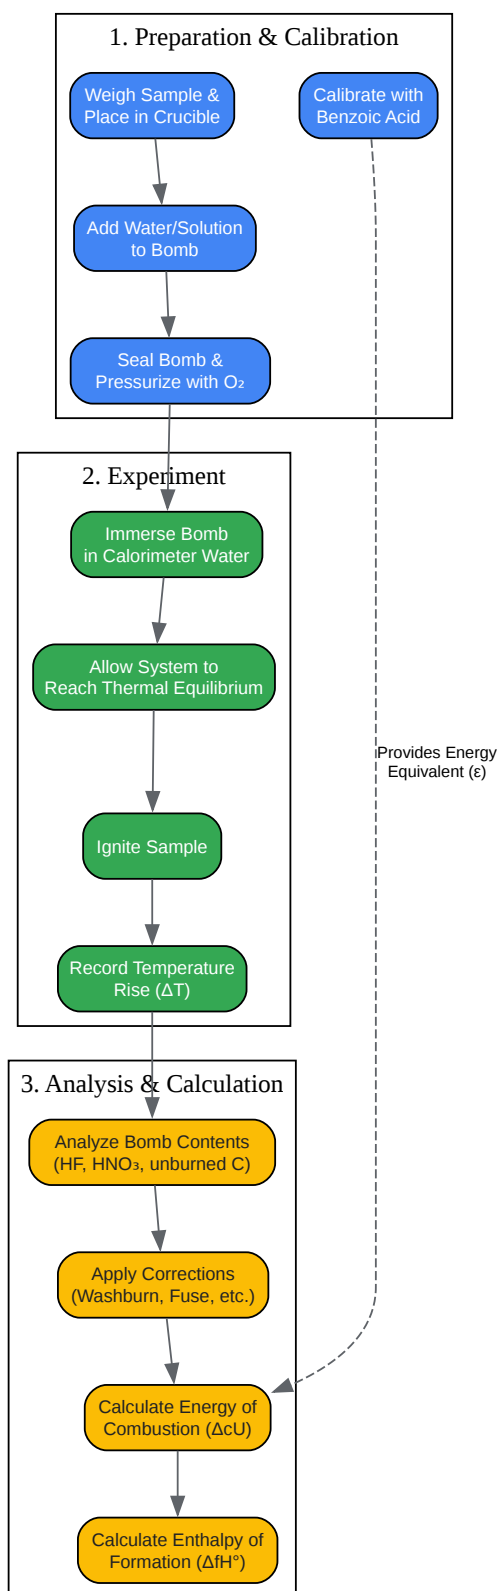 1. Preparation & Calibration
Weigh Sample &
Place in Crucible
Calibrate with
Benzoic Acid
Add Water/Solution
to Bomb
Seal Bomb &
Pressurize with O₂
2. Experiment
Immerse Bomb
in Calorimeter Water
Allow System to
Reach Thermal Equilibrium
Provides Energy
Equivalent (ε)
Ignite Sample
Record Temperature
Rise (ΔT)
3. Analysis & Calculation
Analyze Bomb Contents
(HF, HNO₃, unburned C)
Apply Corrections
(Washburn, Fuse, etc.)
Calculate Energy of
Combustion (ΔcU)
Calculate Enthalpy of
Formation (ΔfH°)